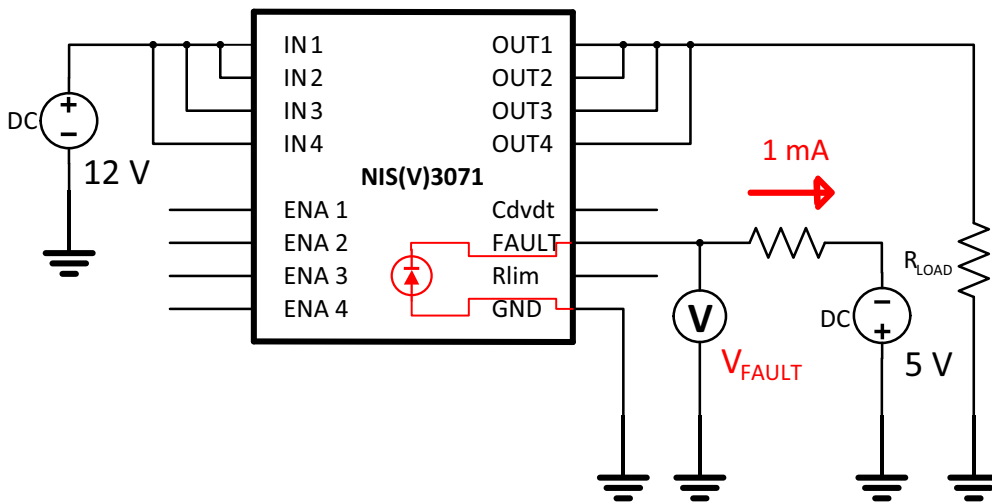 IN1 OUT1
IN2 OUT2
DC + − IN3 OUT3
IN4 OUT4
12 V
NIS(V)3071
1 mA
ENA 1 Cdvdt
ENA 2 FAULT
ENA 3 Rlim
RLOAD
ENA 4 GND
V
DC − +
VFAULT
5 V